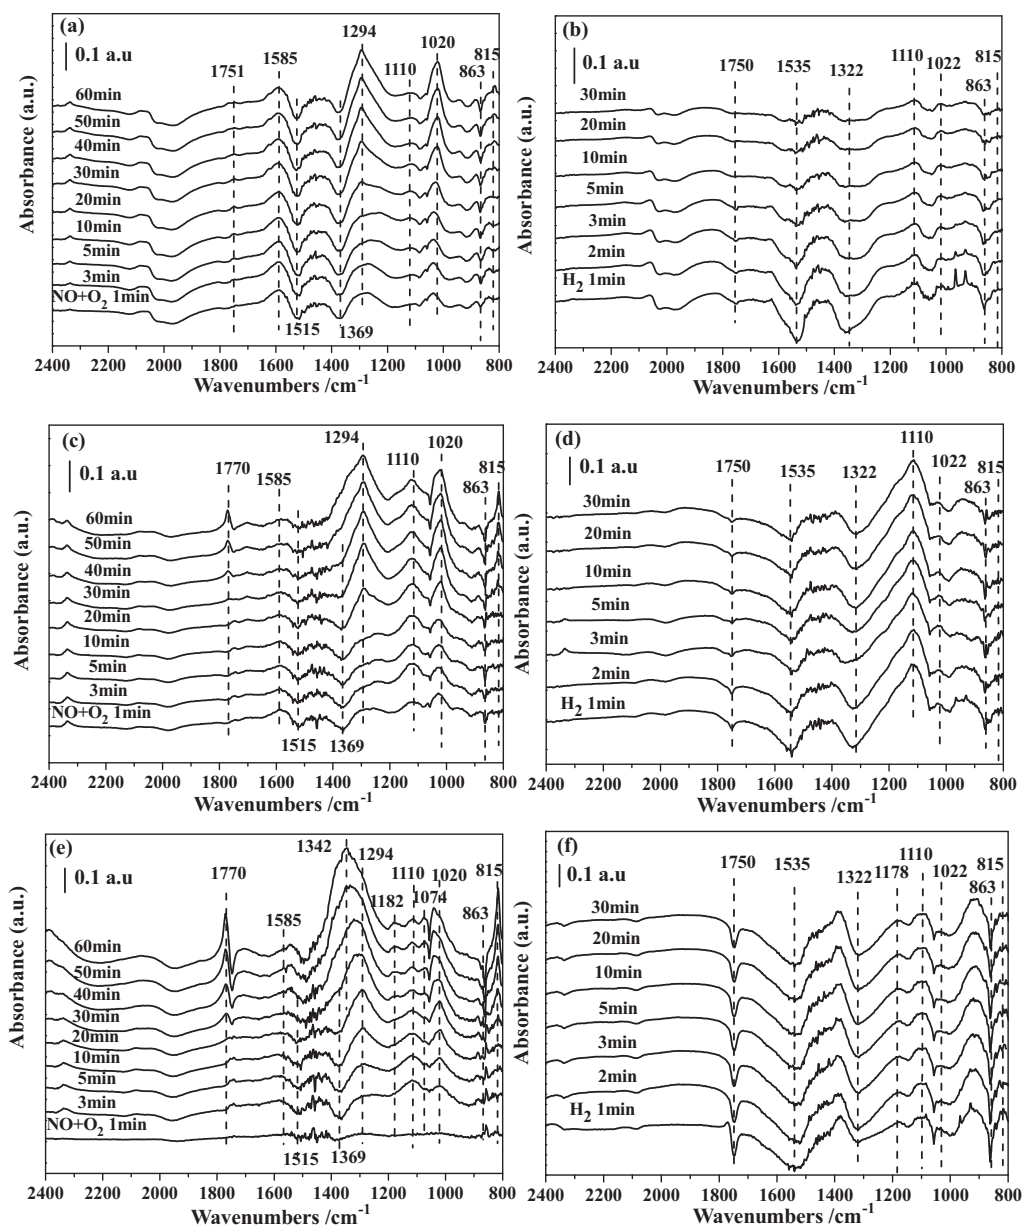 (a)
0.1 a.u
1751
1585
1294
1110
1020
815
863
60min
50min
40min
30min
20min
10min
5min
3min
NO+O2 1min
1515
1369
Absorbance (a.u.)
2400 2200 2000 1800 1600 1400 1200 1000 800
Wavenumbers /cm-1
(b)
0.1 a.u
1750
1535
1322
1110
1022
815
863
30min
20min
10min
5min
3min
2min
H2 1min
Absorbance (a.u.)
2400 2200 2000 1800 1600 1400 1200 1000 800
Wavenumbers /cm-1
(c)
0.1 a.u
1770
1585
1294
1110
1020
815
863
60min
50min
40min
30min
20min
10min
5min
3min
NO+O2 1min
1515
1369
Absorbance (a.u.)
2400 2200 2000 1800 1600 1400 1200 1000 800
Wavenumbers /cm-1
(d)
0.1 a.u
1750
1535
1322
1110
1022
815
863
30min
20min
10min
5min
3min
2min
H2 1min
Absorbance (a.u.)
2400 2200 2000 1800 1600 1400 1200 1000 800
Wavenumbers /cm-1
(e)
0.1 a.u
1770
1585
1342
1294
1182
1110
1074
1020
815
863
60min
50min
40min
30min
20min
10min
5min
3min
NO+O2 1min
1515
1369
Absorbance (a.u.)
2400 2200 2000 1800 1600 1400 1200 1000 800
Wavenumbers /cm-1
(f)
0.1 a.u
1750
1535
1322
1178
1110
1022
815
863
30min
20min
10min
5min
3min
2min
H2 1min
Absorbance (a.u.)
2400 2200 2000 1800 1600 1400 1200 1000 800
Wavenumbers /cm-1